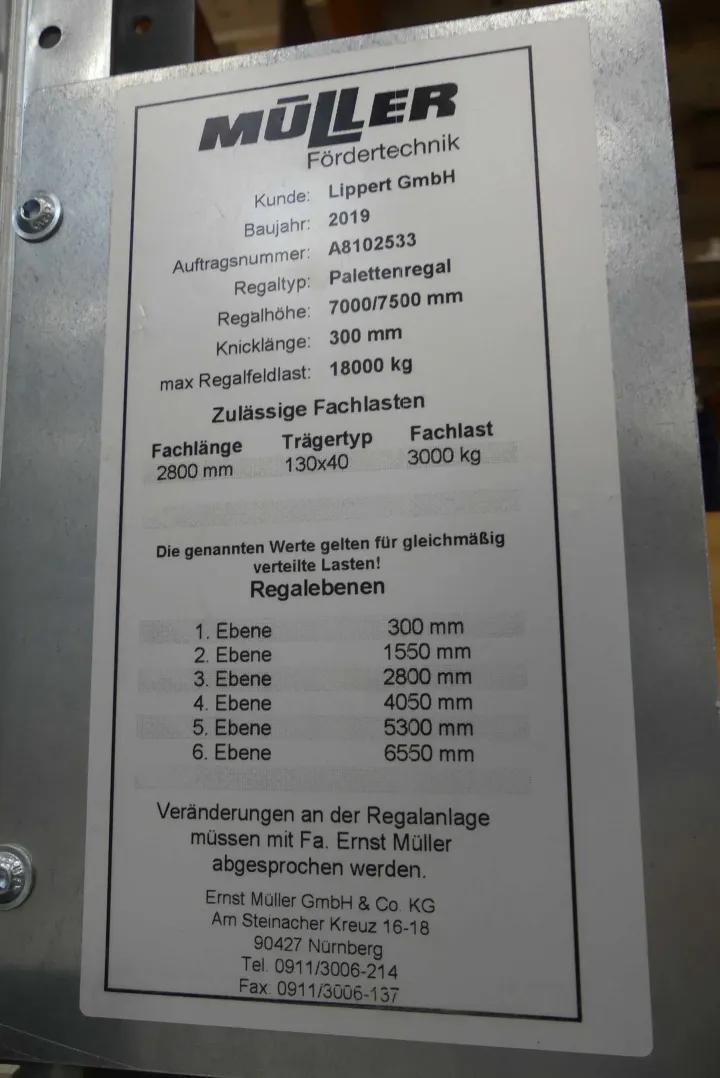 MÜLLER
Fördertechnik
Kunde: Lippert GmbH
Baujahr: 2019
Auftragsnummer: A8102533
Regaltyp: Palettenregal
Regalhöhe: 7000/7500 mm
Knicklänge: 300 mm
max Regalfeldlast: 18000 kg
Zulässige Fachlasten
Fachlänge Trägertyp Fachlast
2800 mm 130x40 3000 kg
Die genannten Werte gelten für gleichmäßig
verteilte Lasten!
Regalebenen
1. Ebene 300 mm
2. Ebene 1550 mm
3. Ebene 2800 mm
4. Ebene 4050 mm
5. Ebene 5300 mm
6. Ebene 6550 mm
Veränderungen an der Regalanlage
müssen mit Fa. Ernst Müller
abgesprochen werden.
Ernst Müller GmbH & Co. KG
Am Steinacher Kreuz 16-18
90427 Nürnberg
Tel. 0911/3006-214
Fax. 0911/3006-137